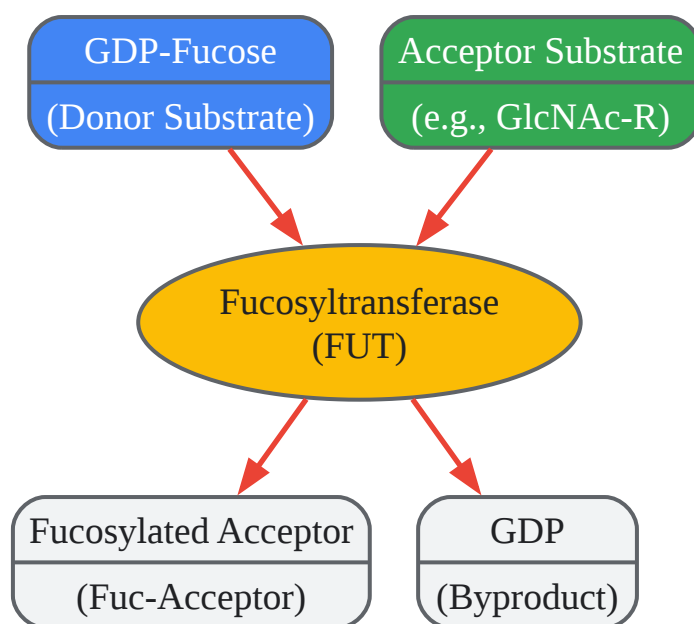 GDP-Fucose
(Donor Substrate)
Acceptor Substrate
(e.g., GlcNAc-R)
Fucosyltransferase
(FUT)
Fucosylated Acceptor
(Fuc-Acceptor)
GDP
(Byproduct)